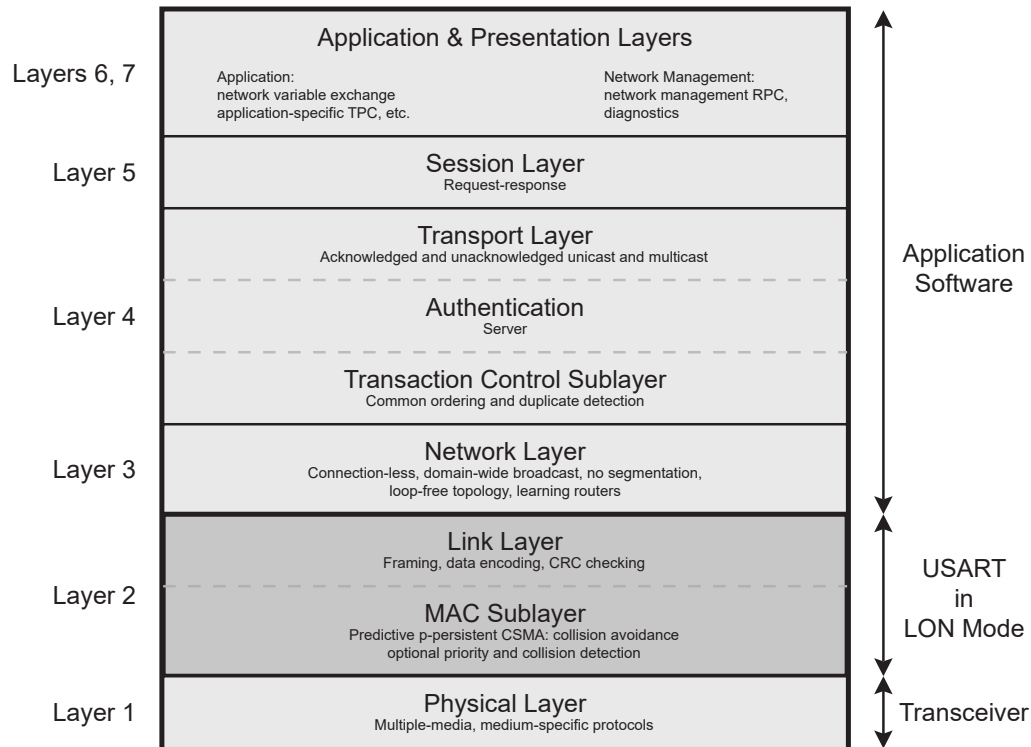 Application & Presentation Layers
Layers 6, 7
Application:
network variable exchange
application-specific TPC, etc.
Network Management:
network management RPC,
diagnostics
Layer 5
Session Layer
Request-response
Transport Layer
Acknowledged and unacknowledged unicast and multicast
Layer 4
Authentication
Server
Transaction Control Sublayer
Common ordering and duplicate detection
Layer 3
Network Layer
Connection-less, domain-wide broadcast, no segmentation,
loop-free topology, learning routers
Application
Software
Layer 2
Link Layer
Framing, data encoding, CRC checking
MAC Sublayer
Predictive p-persistent CSMA: collision avoidance
optional priority and collision detection
USART
in
LON Mode
Layer 1
Physical Layer
Multiple-media, medium-specific protocols
Transceiver